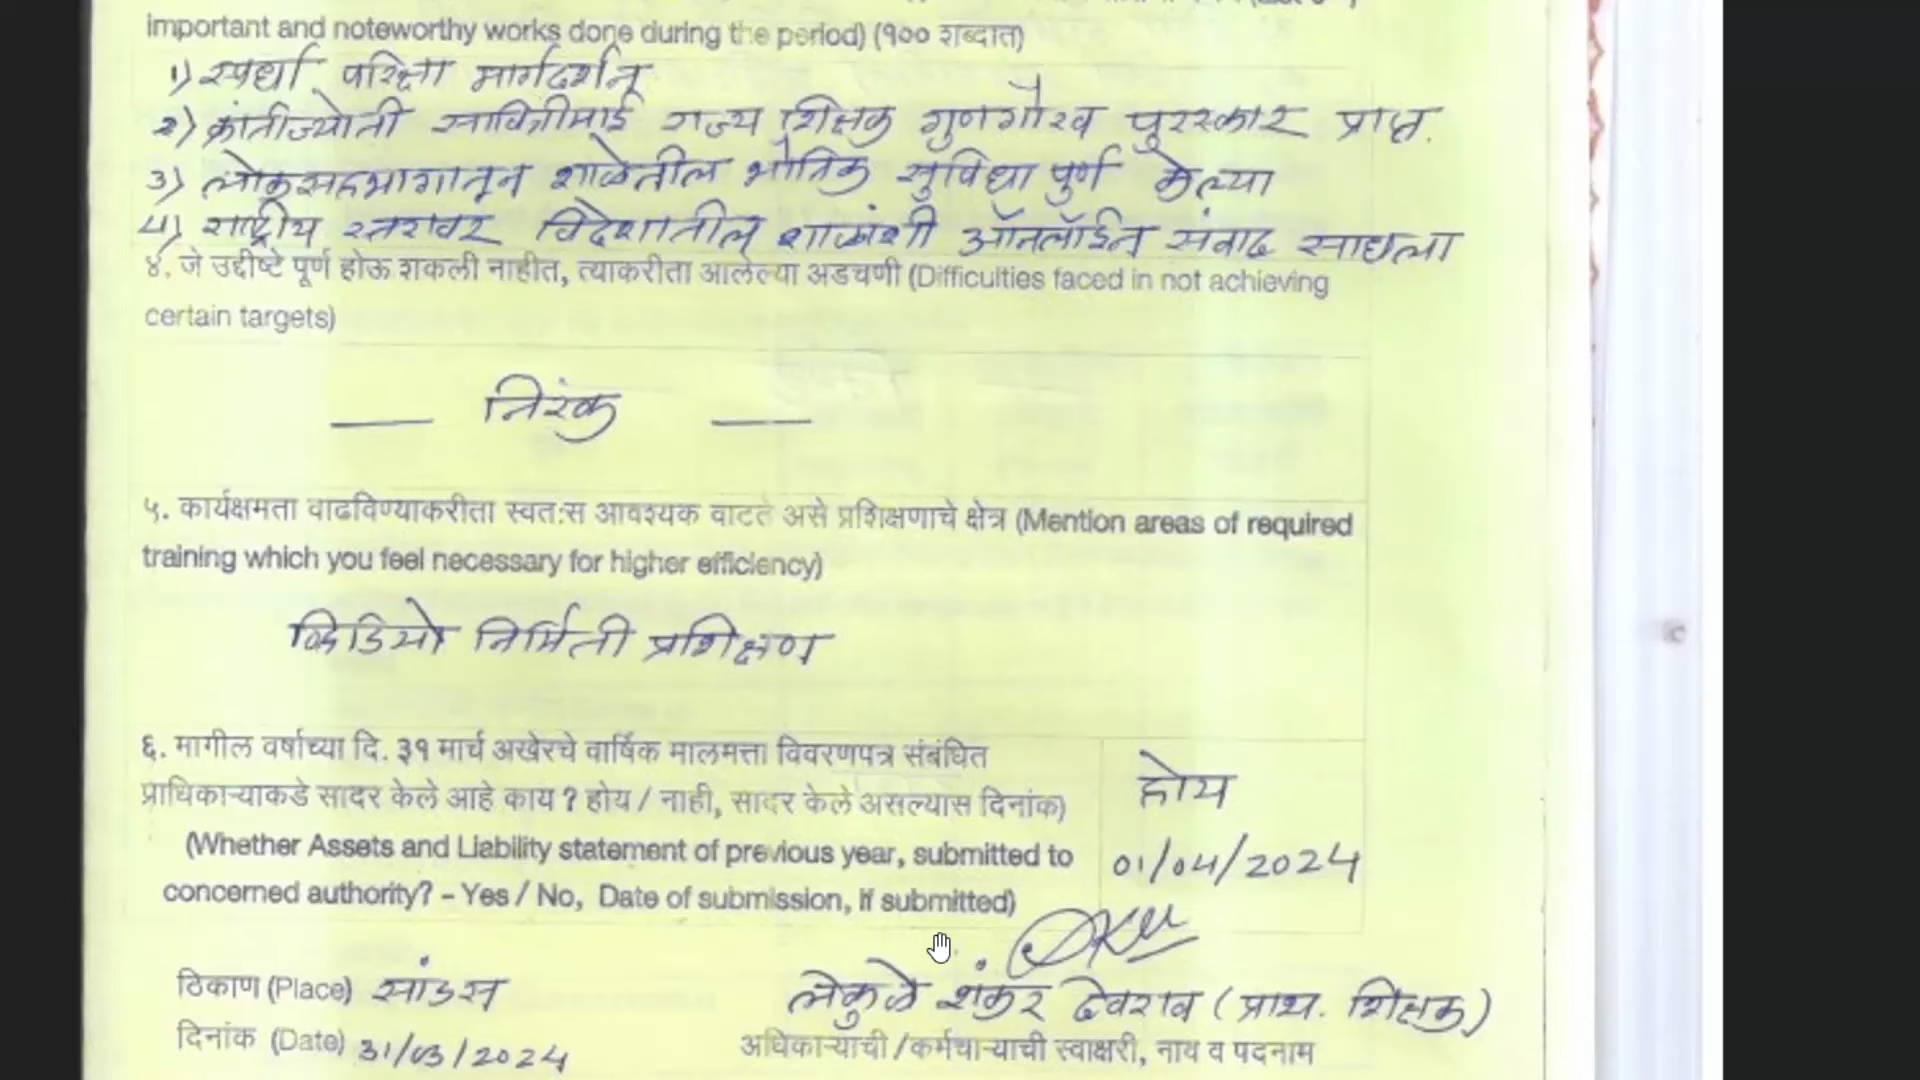 important and noteworthy works done during the period) (१०० शब्दात)
१) स्पर्धा परिक्षा मार्गदर्शन
२) क्रांतीज्योती सावित्रीमाई राज्य शिक्षक गुणगौरव पुरस्कार प्राप्त.
३) लोकसहभागातून शाळेतील भौतिक सुविधा पुर्ण केल्या
४) राष्ट्रीय स्तरावर विदेशातील शाळांशी ऑनलॉईन संवाद साधला
४. जे उद्दीष्टे पूर्ण होऊ शकली नाहीत, त्याकरीता आलेल्या अडचणी (Difficulties faced in not achieving
certain targets)
— निरंक —
५. कार्यक्षमता वाढविण्याकरीता स्वत:स आवश्यक वाटते असे प्रशिक्षणाचे क्षेत्र (Mention areas of required
training which you feel necessary for higher efficiency)
व्हिडियो निर्मिती प्रशिक्षण
६. मागील वर्षाच्या दि. ३१ मार्च अखेरचे वार्षिक मालमत्ता विवरणपत्र संबंधित
प्राधिकाऱ्याकडे सादर केले आहे काय ? होय / नाही, सादर केले असल्यास दिनांक)
होय
(Whether Assets and Liability statement of previous year, submitted to
concerned authority? – Yes / No, Date of submission, if submitted)
01/04/2024
ठिकाण (Place) सांडस
लेकुळे शंकर देवराव (प्राथ. शिक्षक)
दिनांक (Date) 31/03/2024
अधिकाऱ्याची /कर्मचाऱ्याची स्वाक्षरी, नाव व पदनाम